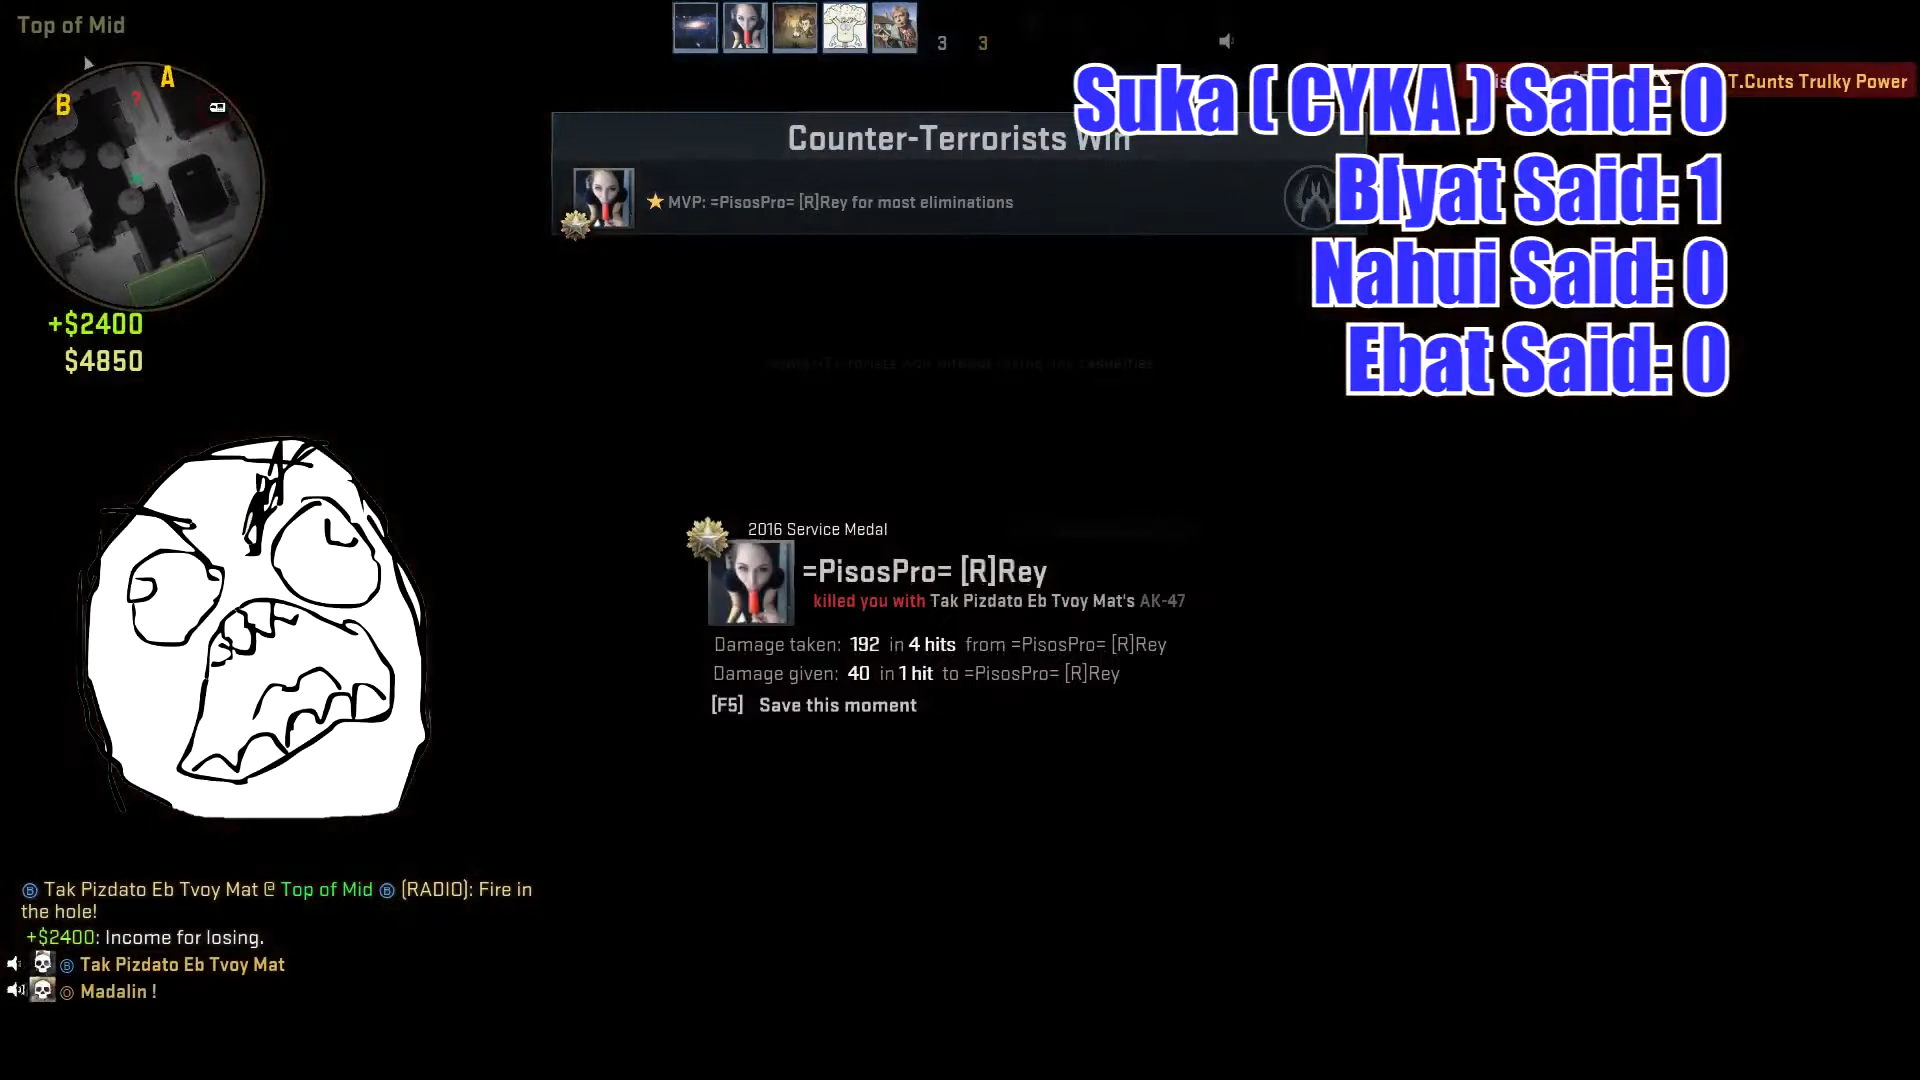 Top of Mid
3 3
Suka ( CYKA ) Said: 0
T.Cunts Trulky Power
A
B
?
Counter-Terrorists Win
Blyat Said: 1
MVP: =PisosPro= [R]Rey for most eliminations
Nahui Said: 0
+$2400
$4850
Ebat Said: 0
2016 Service Medal
=PisosPro= [R]Rey
killed you with Tak Pizdato Eb Tvoy Mat's AK-47
Damage taken: 192 in 4 hits from =PisosPro= [R]Rey
Damage given: 40 in 1 hit to =PisosPro= [R]Rey
[F5] Save this moment
Ⓑ Tak Pizdato Eb Tvoy Mat @ Top of Mid Ⓑ (RADIO): Fire in
the hole!
+$2400: Income for losing.
Ⓑ Tak Pizdato Eb Tvoy Mat
Ⓞ Madalin !